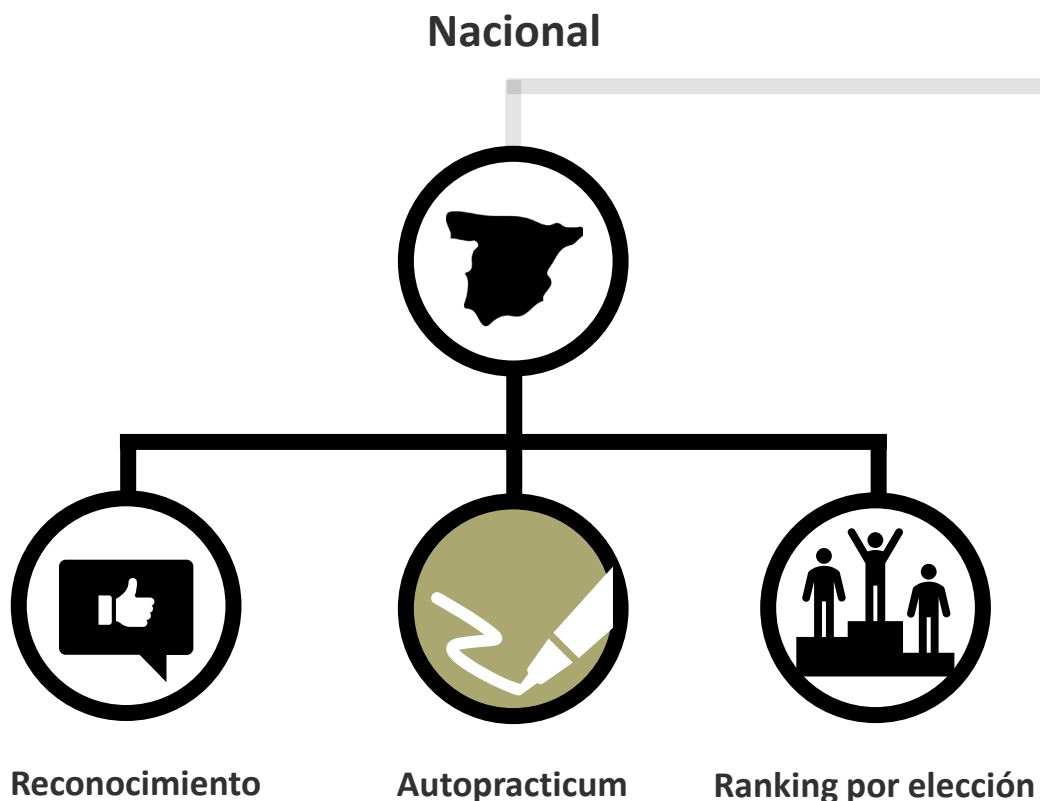 Nacional
Reconocimiento
Autopracticum
Ranking por elección